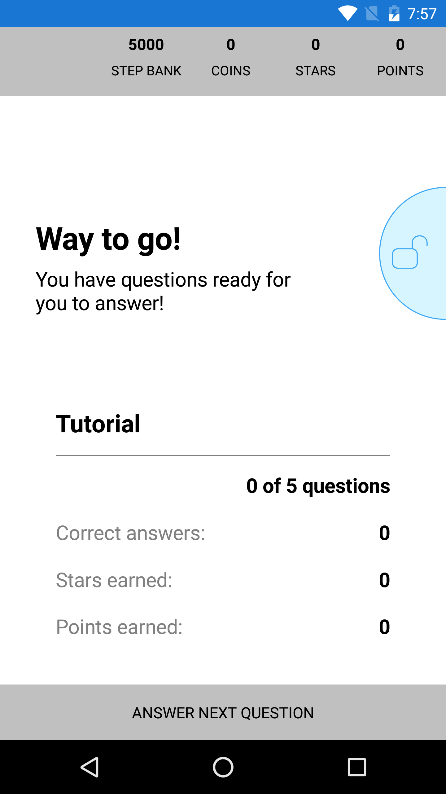 7:57
5000 0 0 0
STEP BANK COINS STARS POINTS
Way to go!
You have questions ready for
you to answer!
Tutorial
0 of 5 questions
Correct answers: 0
Stars earned: 0
Points earned: 0
ANSWER NEXT QUESTION